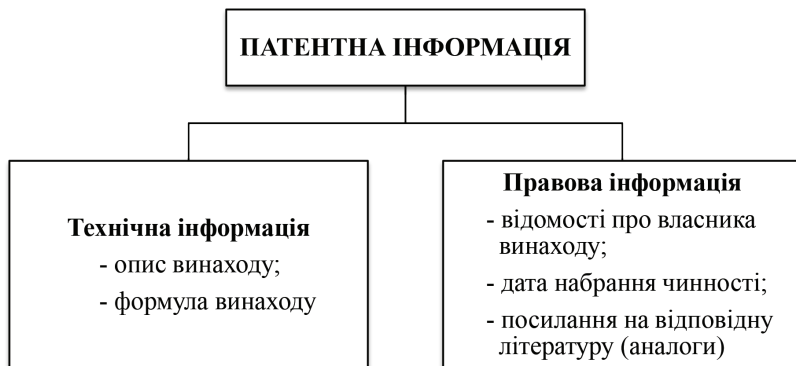 ПАТЕНТНА ІНФОРМАЦІЯ
Технічна інформація
- опис винаходу;
- формула винаходу
Правова інформація
- відомості про власника
винаходу;
- дата набрання чинності;
- посилання на відповідну
літературу (аналоги)